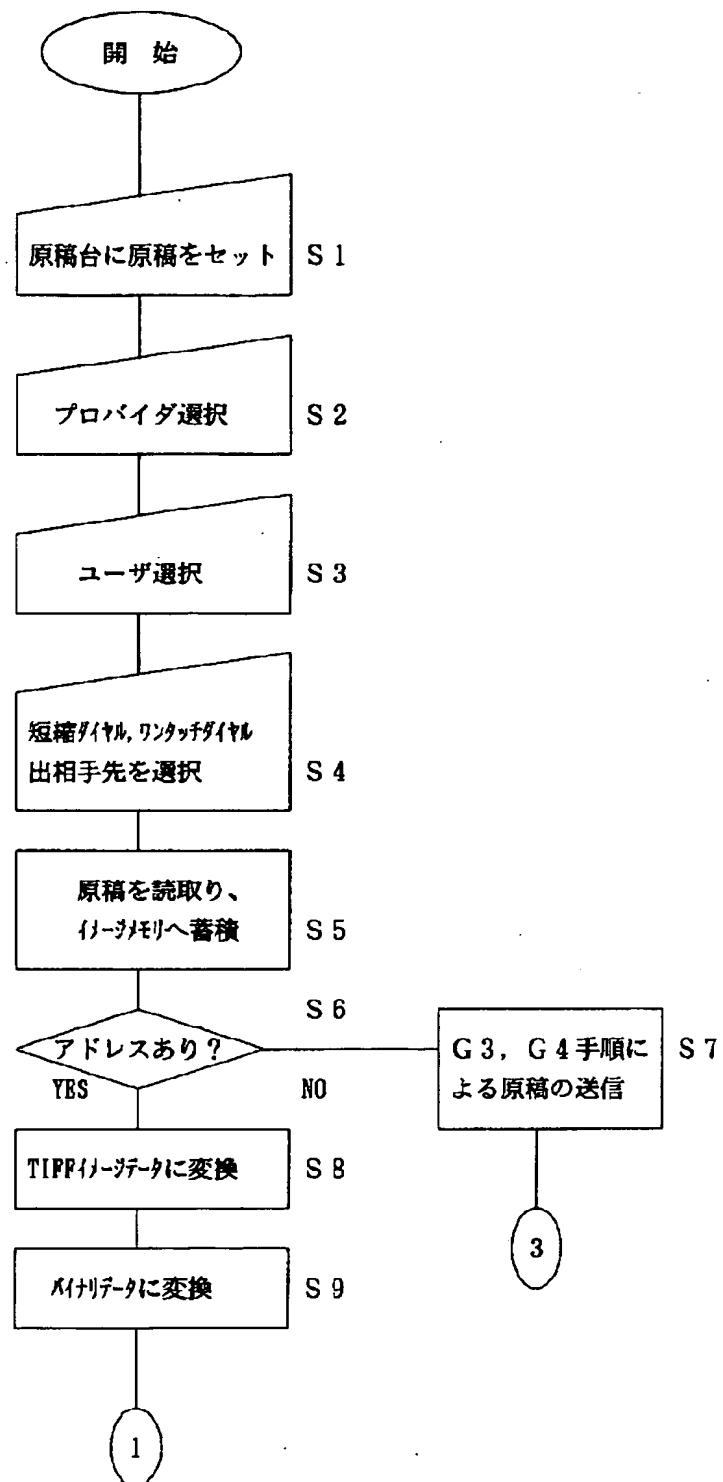 開 始
原稿台に原稿をセット S1
プロバイダ選択 S2
ユーザ選択 S3
短縮ダイヤル,ワンタッチダイヤル
出相手先を選択 S4
原稿を読取り、
イメージメモリへ蓄積 S5
S6
アドレスあり?
YES NO
G3, G4手順に S7
よる原稿の送信
3
TIFFイメージデータに変換 S8
バイナリデータに変換 S9
1